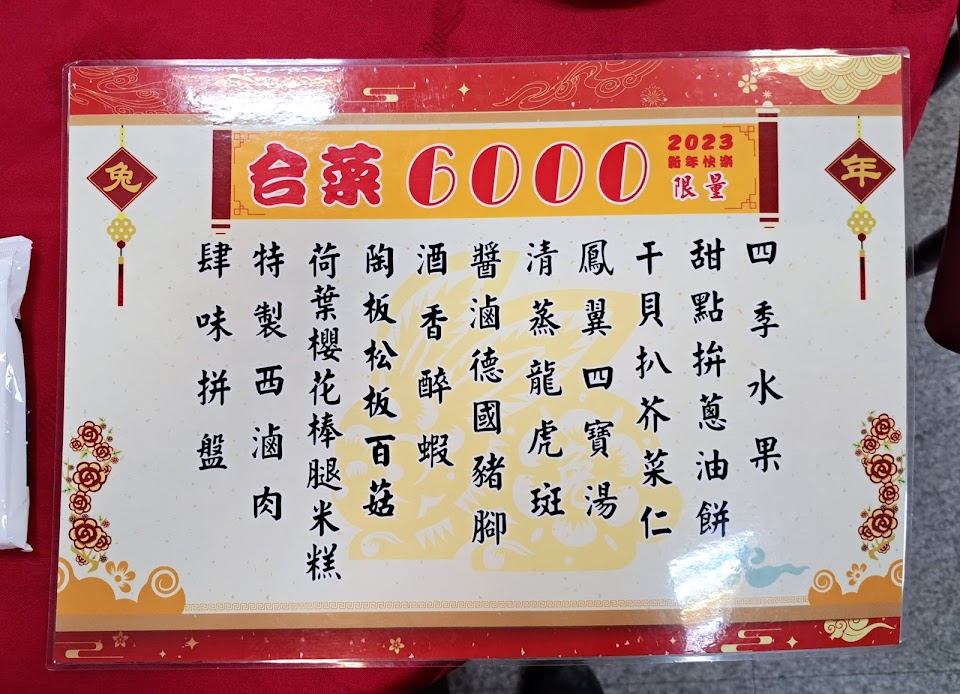 兔
年
台菜 6000
2023
新年快樂
限量
肆味拼盤
特製西滷肉
荷葉櫻花棒腿米糕
陶板松板百菇
酒香醉蝦
醬滷德國豬腳
清蒸龍虎斑
鳳翼四寶湯
干貝扒芥菜仁
甜點拚蔥油餅
四季水果